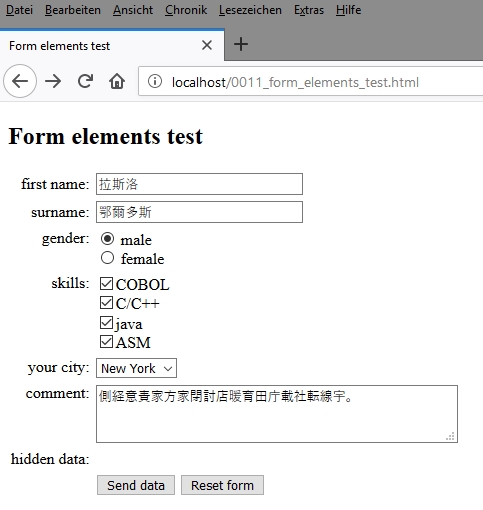 Datei Bearbeiten Ansicht Chronik Lesezeichen Extras Hilfe
Form elements test
localhost/0011_form_elements_test.html
Form elements test
first name: 拉斯洛
surname: 鄂爾多斯
gender: male
female
skills: COBOL
C/C++
java
ASM
your city: New York
comment: 側経意責家方家閉討店暖育田庁載社転線宇。
hidden data:
Send data Reset form